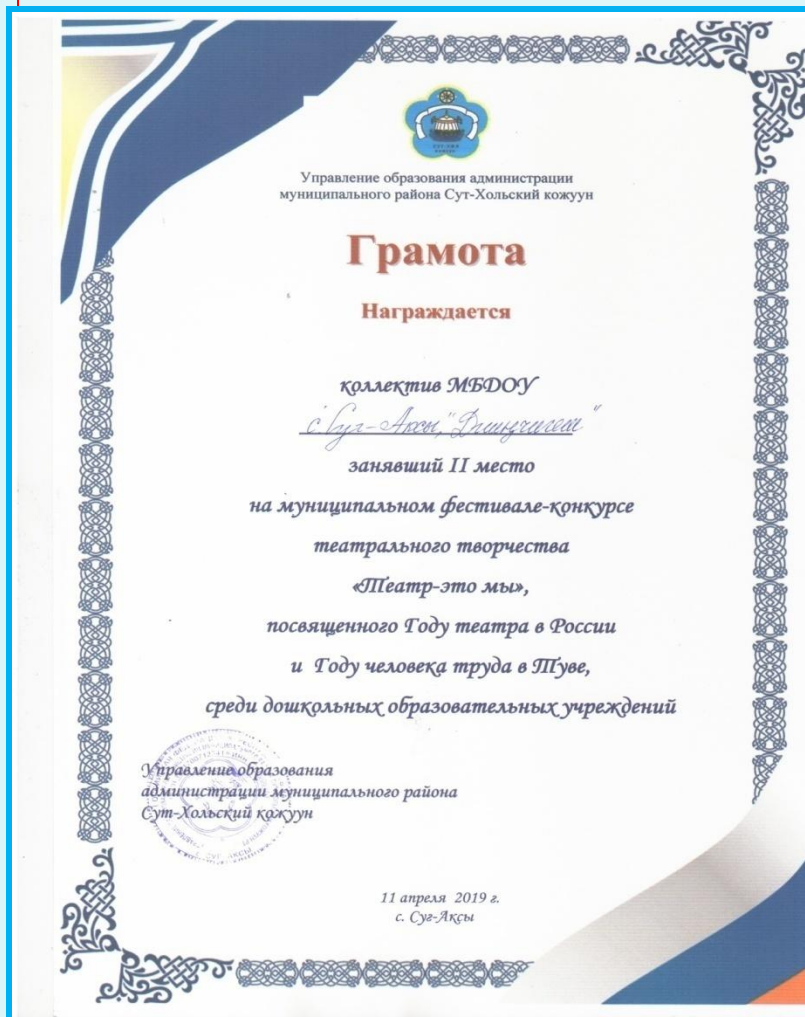 СУТ-ХОЛ
Управление образования администрации
муниципального района Сут-Хольский кожуун
Грамота
Награждается
коллектив МБДОУ
с. Суг-Аксы,
занявший II место
на муниципальном фестивале-конкурсе
театрального творчества
«Театр-это мы»,
посвященного Году театра в России
и Году человека труда в Туве,
среди дошкольных образовательных учреждений
Управление образования
администрации муниципального района
Сут-Хольский кожуун
11 апреля 2019 г.
с. Суг-Аксы